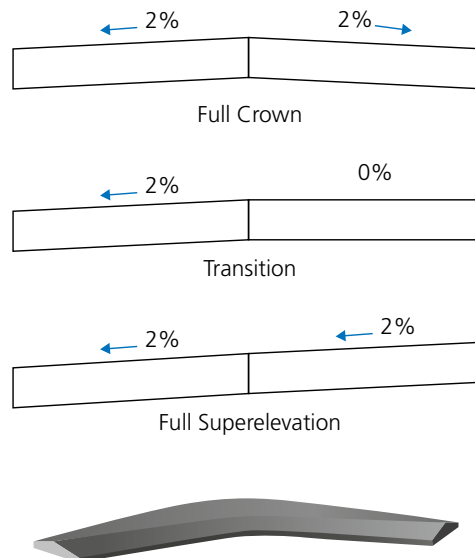 2% 2%
Full Crown
2% 0%
Transition
2% 2%
Full Superelevation